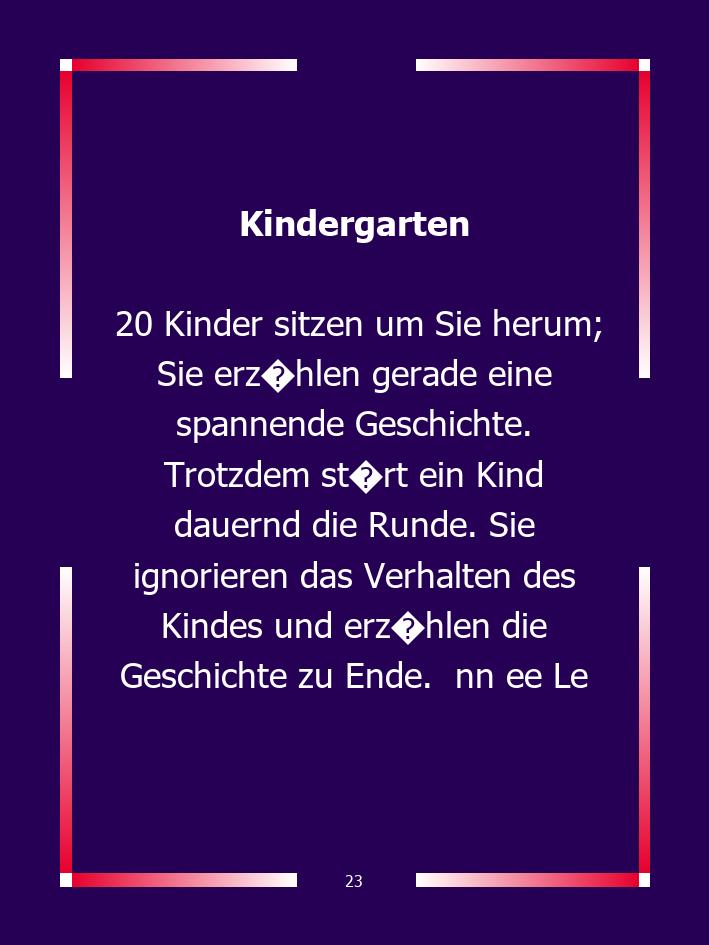 Kindergarten
20 Kinder sitzen um Sie herum;
Sie erz�hlen gerade eine
spannende Geschichte.
Trotzdem st�rt ein Kind
dauernd die Runde. Sie
ignorieren das Verhalten des
Kindes und erz�hlen die
Geschichte zu Ende.  nn ee Le
23